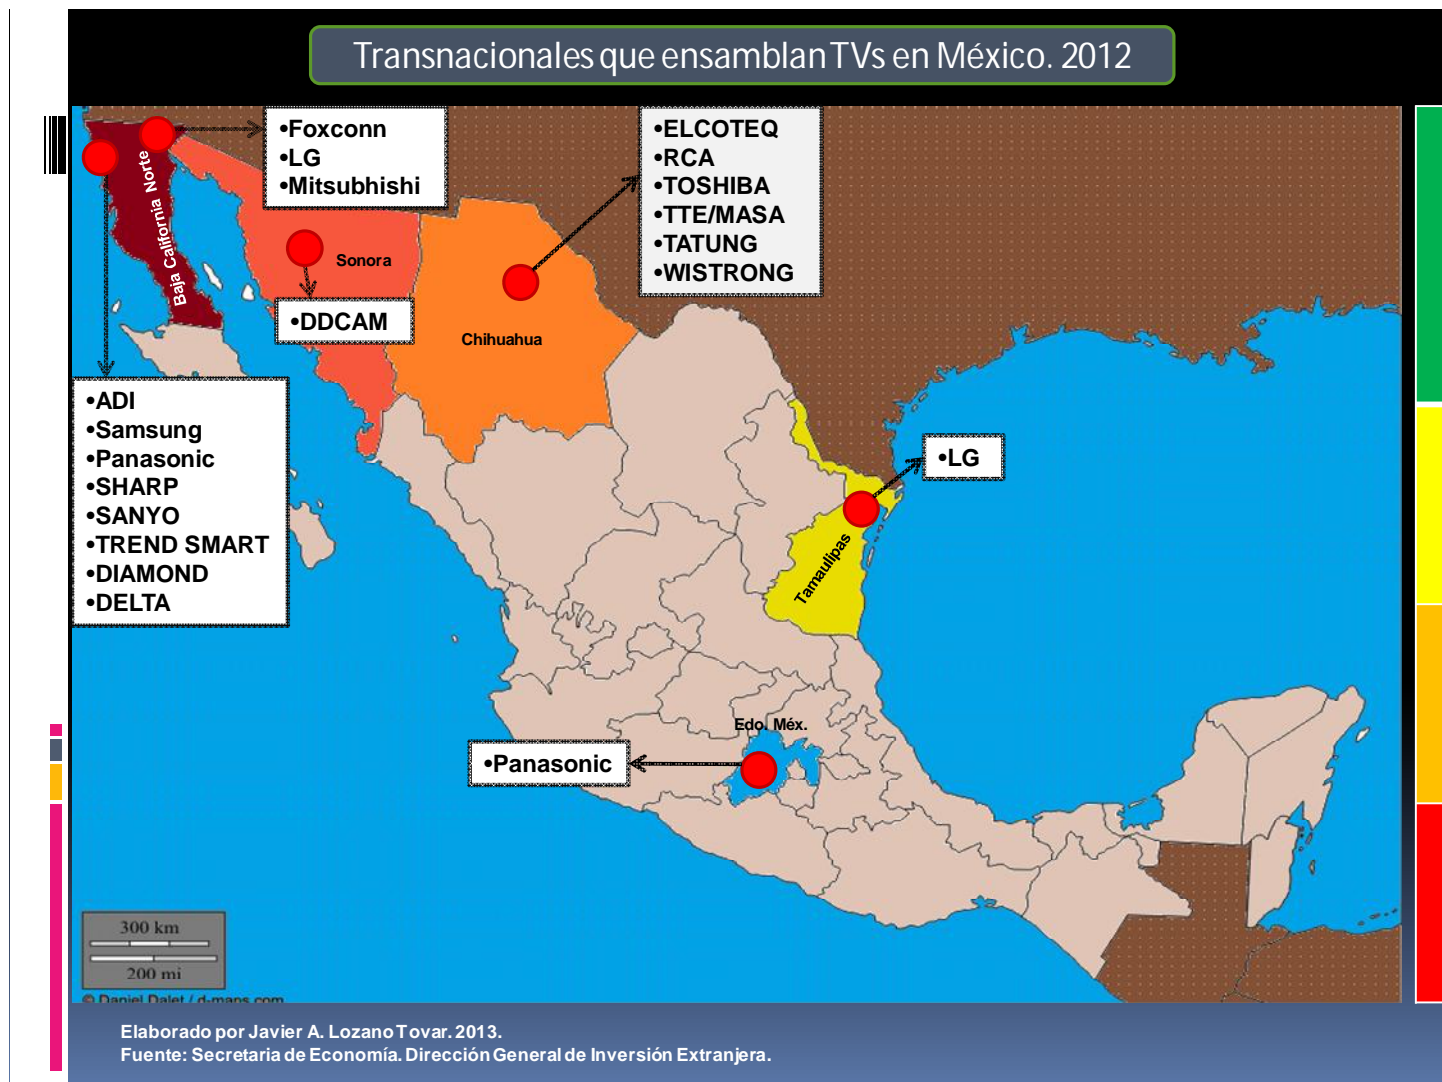 Transnacionales que ensamblan TVs en México. 2012
•Foxconn
•LG
•Mitsubhishi
•ELCOTEQ
•RCA
•TOSHIBA
•TTE/MASA
•TATUNG
•WISTRONG
Baja California Norte
Sonora
•DDCAM
Chihuahua
•ADI
•Samsung
•Panasonic
•SHARP
•SANYO
•TREND SMART
•DIAMOND
•DELTA
•LG
Tamaulipas
Edo. Méx.
•Panasonic
300 km
200 mi
© Daniel Dalet / d-maps.com
Elaborado por Javier A. Lozano Tovar. 2013.
Fuente: Secretaria de Economía. Dirección General de Inversión Extranjera.